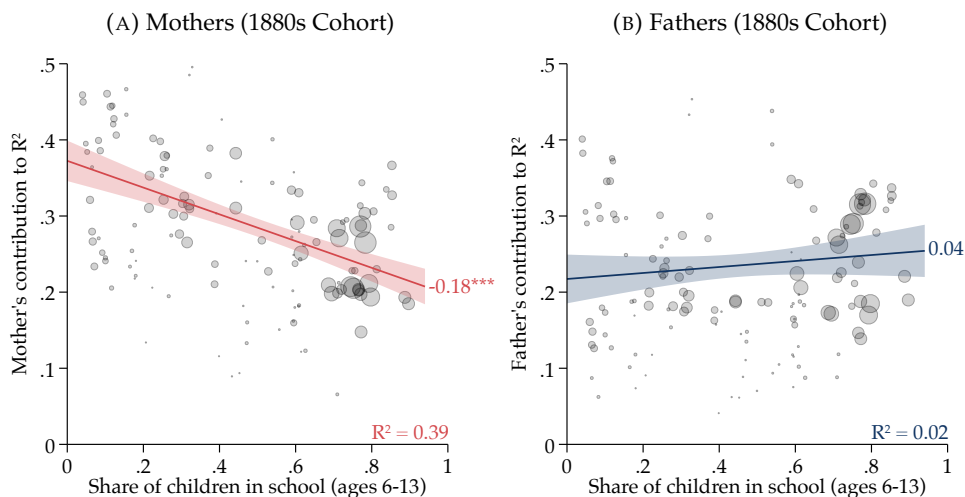 (A) Mothers (1880s Cohort)
Mother's contribution to R²
.5
.4
.3
.2
.1
0
-0.18***
R² = 0.39
0 .2 .4 .6 .8 1
Share of children in school (ages 6-13)
(B) Fathers (1880s Cohort)
Father's contribution to R²
.5
.4
.3
.2
.1
0
0.04
R² = 0.02
0 .2 .4 .6 .8 1
Share of children in school (ages 6-13)